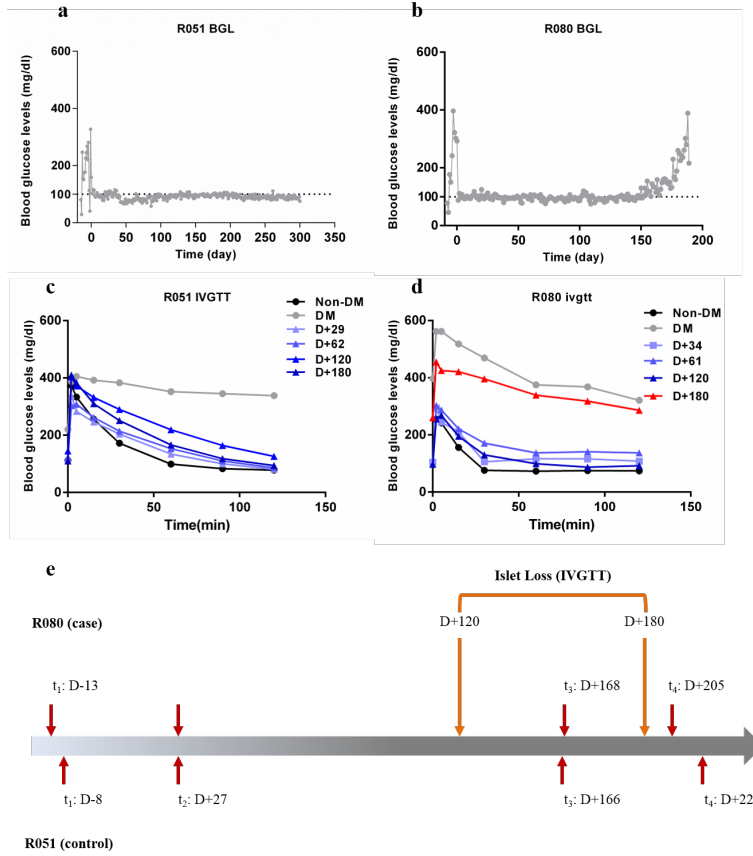 a
R051 BGL
Blood glucose levels (mg/dl)
600
400
200
100
0
0
50
100
150
200
250
300
350
Time (day)
b
R080 BGL
Blood glucose levels (mg/dl)
600
400
200
100
0
0
50
100
150
200
Time (day)
c
R051 IVGTT
Blood glucose levels (mg/dl)
600
400
200
0
0
50
100
150
Time(min)
Non-DM
DM
D+29
D+62
D+120
D+180
d
R080 ivgtt
Blood glucose levels (mg/dl)
600
400
200
0
0
50
100
150
Time(min)
Non-DM
DM
D+34
D+61
D+120
D+180
e
Islet Loss (IVGTT)
R080 (case)
D+120
D+180
t1: D-13
t3: D+168
t4: D+205
t1: D-8
t2: D+27
t3: D+166
t4: D+22
R051 (control)